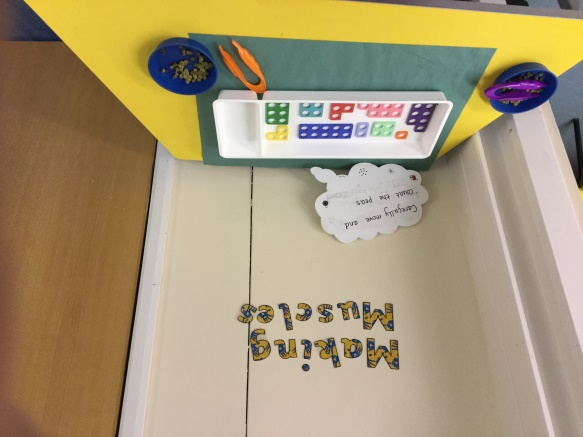 Making
Muscles
Carefully move and
count the peas.